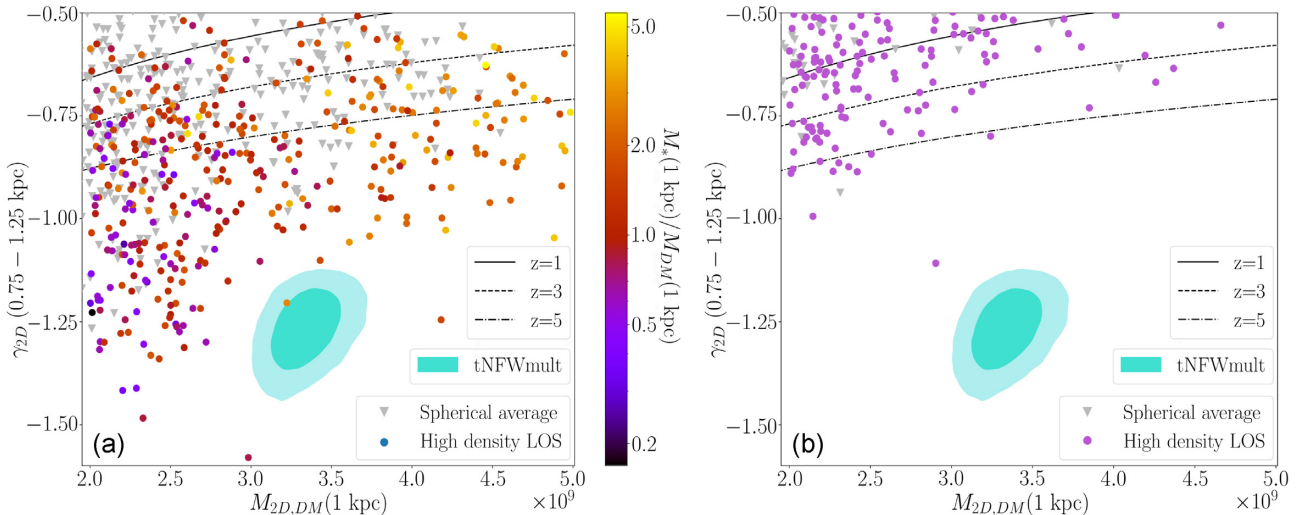 −0.50
−0.75
−1.00
−1.25
−1.50
γ2D (0.75 − 1.25 kpc)
2.0 2.5 3.0 3.5 4.0 4.5 5.0
M2D,DM(1 kpc)
×10⁹
z=1
z=3
z=5
tNFWmult
Spherical average
High density LOS
(a)
5.0
2.0
1.0
0.5
0.2
M*(1 kpc)/MDM(1 kpc)
−0.50
−0.75
−1.00
−1.25
−1.50
γ2D (0.75 − 1.25 kpc)
2.0 2.5 3.0 3.5 4.0 4.5 5.0
M2D,DM(1 kpc)
×10⁹
z=1
z=3
z=5
tNFWmult
Spherical average
High density LOS
(b)